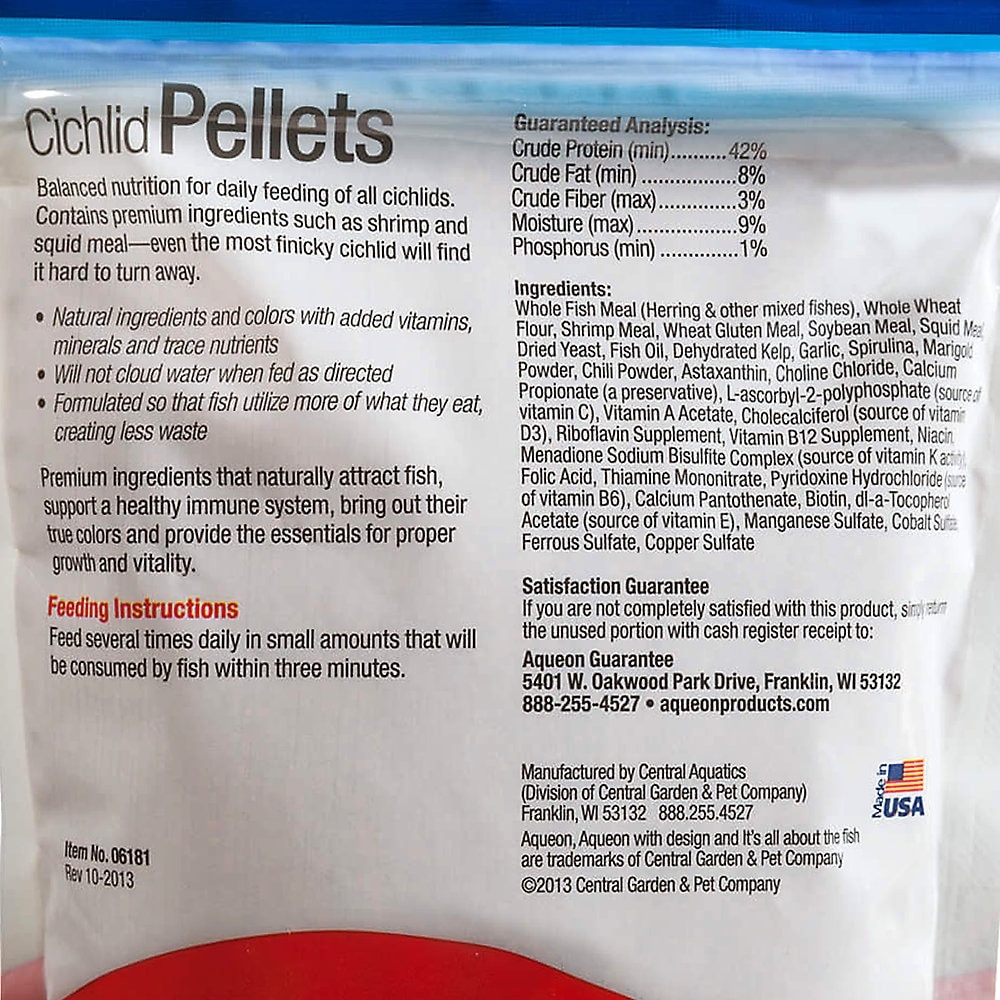 Cichlid Pellets
Balanced nutrition for daily feeding of all cichlids.
Contains premium ingredients such as shrimp and
squid meal—even the most finicky cichlid will find
it hard to turn away.
• Natural ingredients and colors with added vitamins,
minerals and trace nutrients
• Will not cloud water when fed as directed
• Formulated so that fish utilize more of what they eat,
creating less waste
Premium ingredients that naturally attract fish,
support a healthy immune system, bring out their
true colors and provide the essentials for proper
growth and vitality.
Feeding Instructions
Feed several times daily in small amounts that will
be consumed by fish within three minutes.
Item No. 06181
Rev 10-2013
Guaranteed Analysis:
Crude Protein (min)..........42%
Crude Fat (min) .................8%
Crude Fiber (max)..............3%
Moisture (max)..................9%
Phosphorus (min) ..............1%
Ingredients:
Whole Fish Meal (Herring & other mixed fishes), Whole Wheat
Flour, Shrimp Meal, Wheat Gluten Meal, Soybean Meal, Squid Meal,
Dried Yeast, Fish Oil, Dehydrated Kelp, Garlic, Spirulina, Marigold
Powder, Chili Powder, Astaxanthin, Choline Chloride, Calcium
Propionate (a preservative), L-ascorbyl-2-polyphosphate (source of
vitamin C), Vitamin A Acetate, Cholecalciferol (source of vitamin
D3), Riboflavin Supplement, Vitamin B12 Supplement, Niacin,
Menadione Sodium Bisulfite Complex (source of vitamin K activity),
Folic Acid, Thiamine Mononitrate, Pyridoxine Hydrochloride (source
of vitamin B6), Calcium Pantothenate, Biotin, dl-a-Tocopherol
Acetate (source of vitamin E), Manganese Sulfate, Cobalt Sulfate,
Ferrous Sulfate, Copper Sulfate
Satisfaction Guarantee
If you are not completely satisfied with this product, simply return
the unused portion with cash register receipt to:
Aqueon Guarantee
5401 W. Oakwood Park Drive, Franklin, WI 53132
888-255-4527 • aqueonproducts.com
Manufactured by Central Aquatics
(Division of Central Garden & Pet Company)
Franklin, WI 53132 888.255.4527
Made in
USA
Aqueon, Aqueon with design and It's all about the fish
are trademarks of Central Garden & Pet Company
©2013 Central Garden & Pet Company